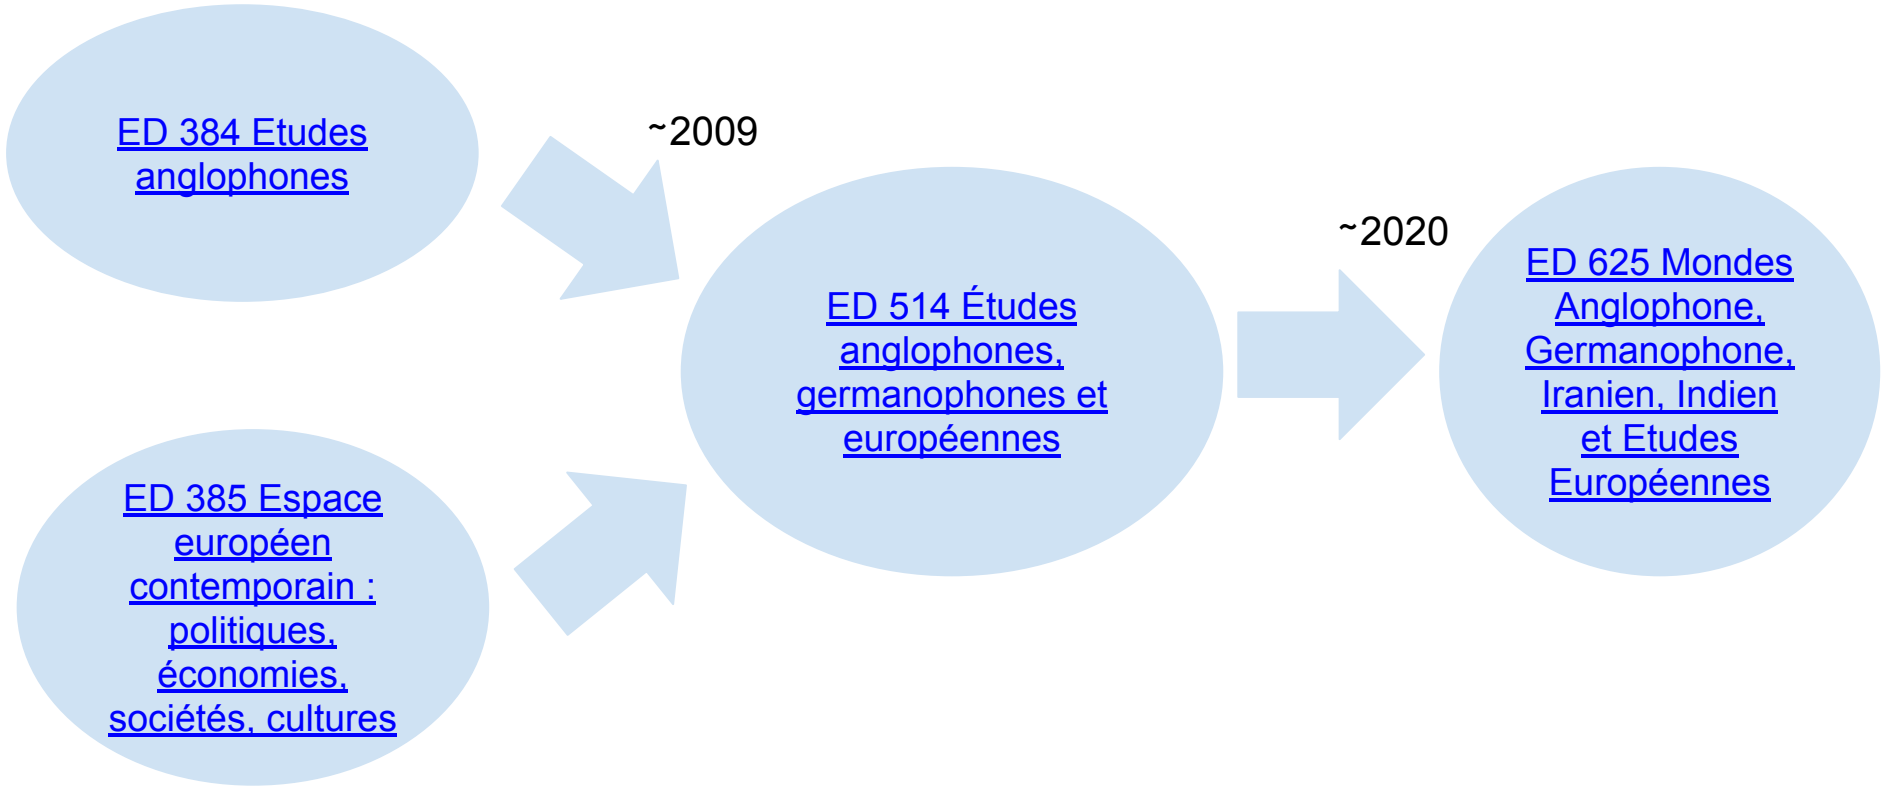 ED 384 Etudes
anglophones
~2009
ED 385 Espace
européen
contemporain :
politiques,
économies,
sociétés, cultures
ED 514 Études
anglophones,
germanophones et
européennes
~2020
ED 625 Mondes
Anglophone,
Germanophone,
Iranien, Indien
et Etudes
Européennes